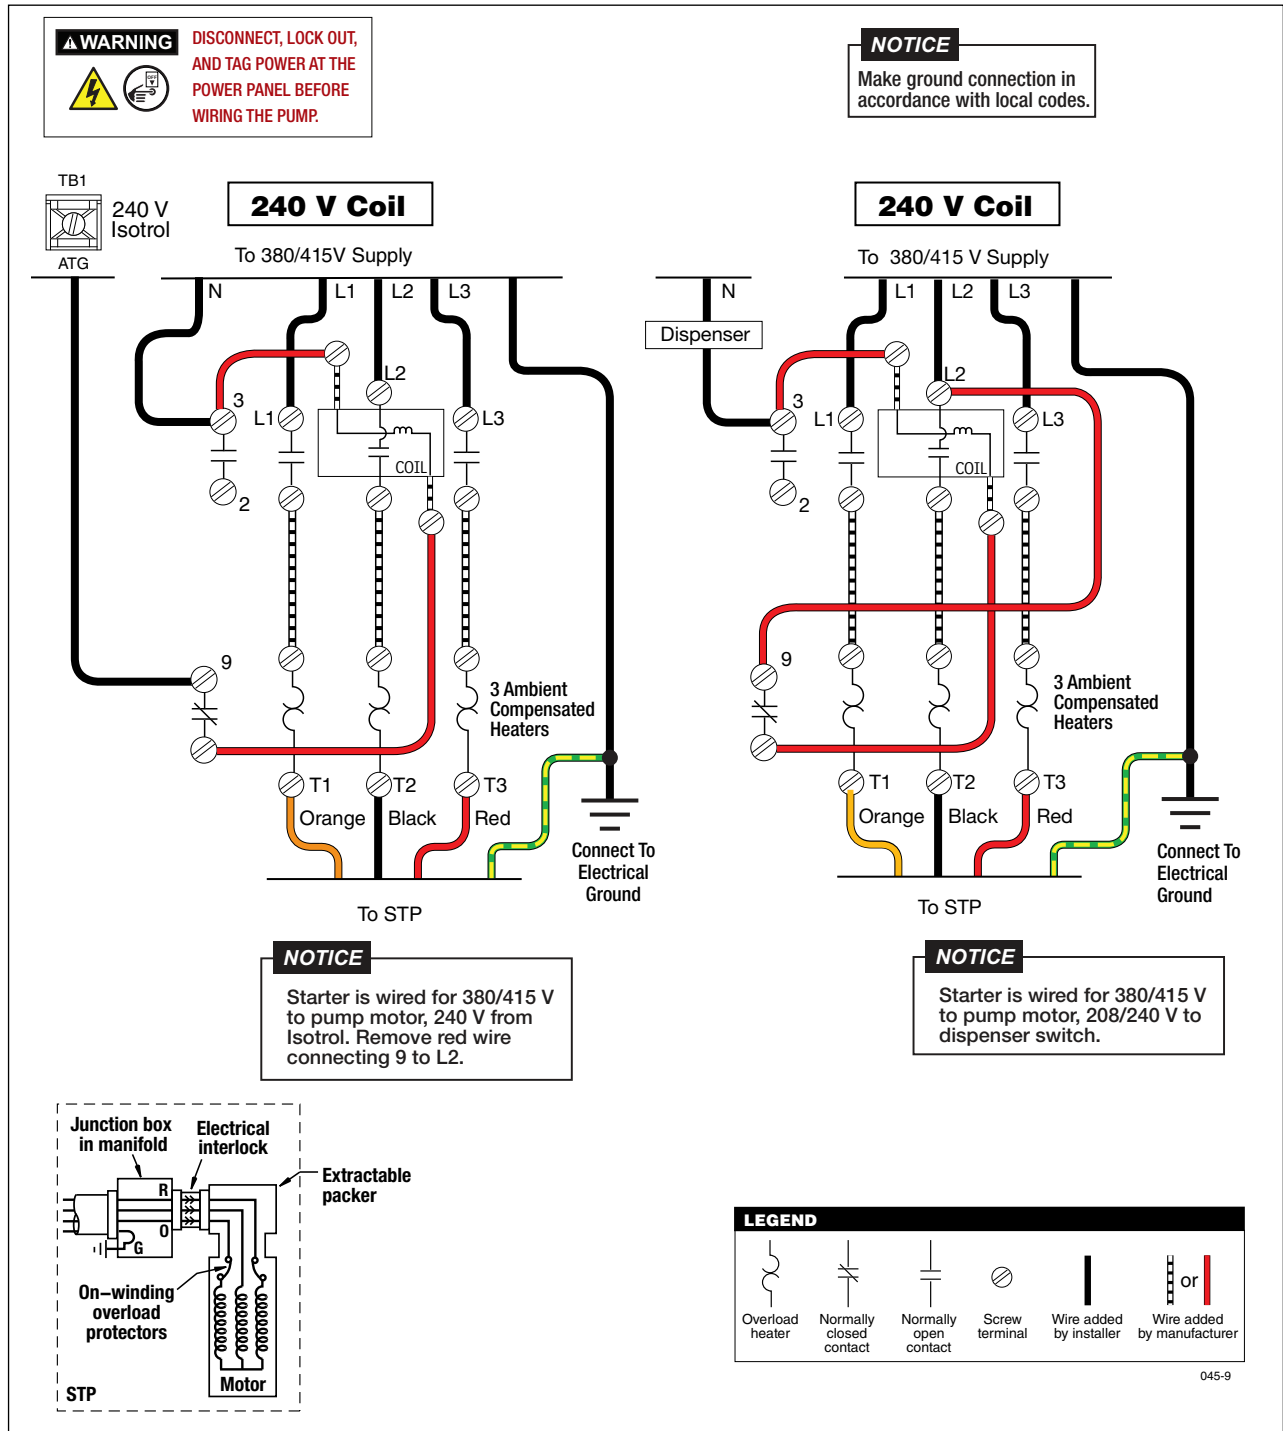 WARNING
DISCONNECT, LOCK OUT,
AND TAG POWER AT THE
POWER PANEL BEFORE
WIRING THE PUMP.
OFF
NOTICE
Make ground connection in
accordance with local codes.
TB1
240 V
Isotrol
ATG
240 V Coil
To 380/415V Supply
N
L1
L2
L3
L2
3
L1
L3
COIL
2
9
3 Ambient
Compensated
Heaters
T1
T2
T3
Orange
Black
Red
Connect To
Electrical
Ground
To STP
NOTICE
Starter is wired for 380/415 V
to pump motor, 240 V from
Isotrol. Remove red wire
connecting 9 to L2.
240 V Coil
To 380/415 V Supply
N
L1
L2
L3
Dispenser
L2
3
L1
L3
COIL
2
9
3 Ambient
Compensated
Heaters
T1
T2
T3
Orange
Black
Red
Connect To
Electrical
Ground
To STP
NOTICE
Starter is wired for 380/415 V
to pump motor, 208/240 V to
dispenser switch.
Junction box
in manifold
Electrical
interlock
Extractable
packer
R
O
G
On–winding
overload
protectors
Motor
STP
LEGEND
or
Overload
heater
Normally
closed
contact
Normally
open
contact
Screw
terminal
Wire added
by installer
Wire added
by manufacturer
045-9